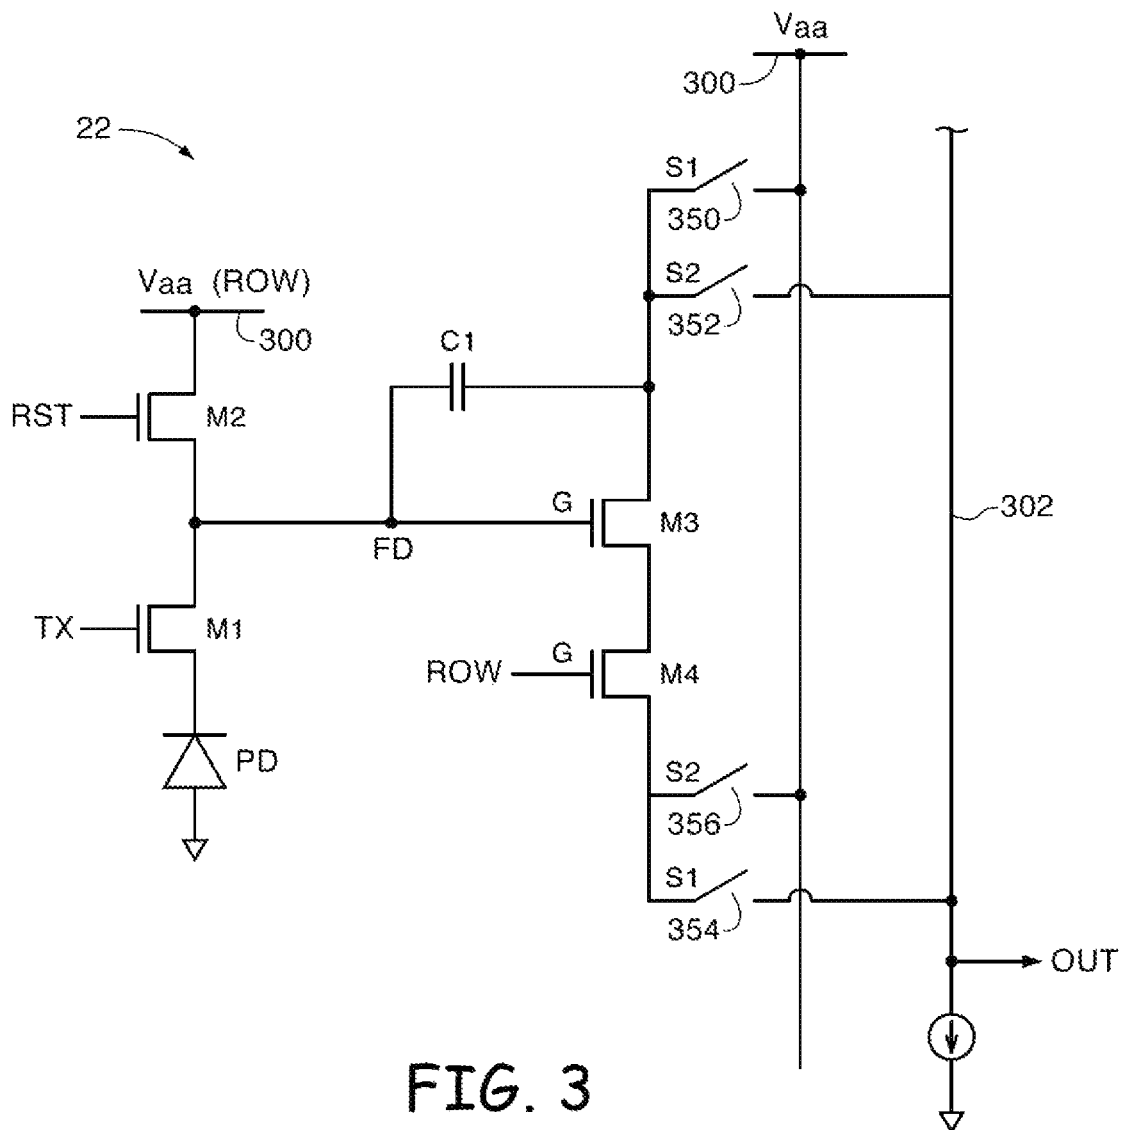 Vaa
300
22
S1
350
Vaa (ROW)
S2
300
352
C1
RST
M2
G
M3
302
FD
TX
M1
G
ROW
M4
PD
S2
356
S1
354
OUT
FIG. 3